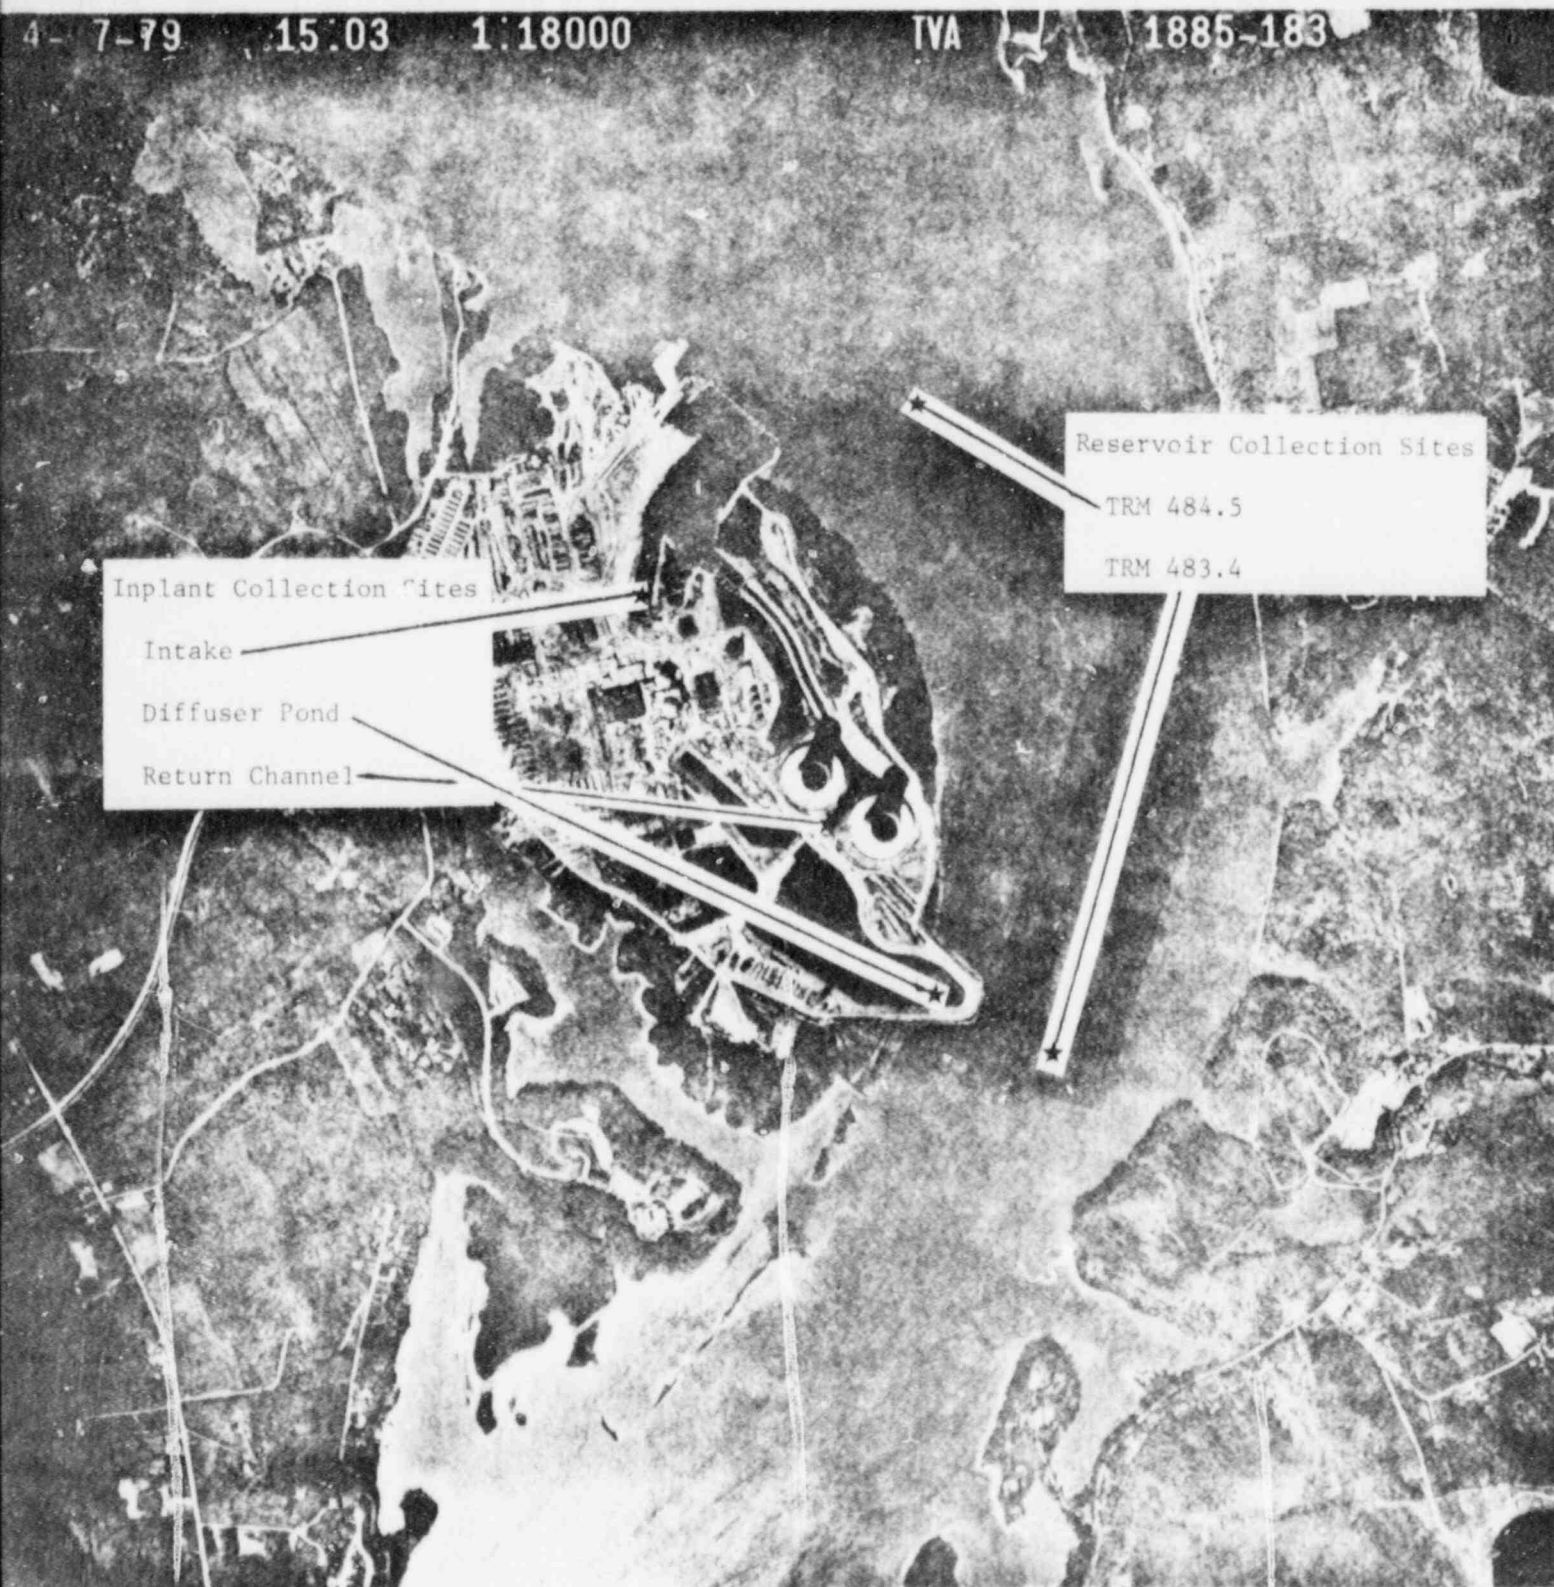 4- 7-79 15:03 1:18000 TVA 1885-183
Reservoir Collection Sites
TRM 484.5
TRM 483.4
Inplant Collection Sites
Intake
Diffuser Pond
Return Channel